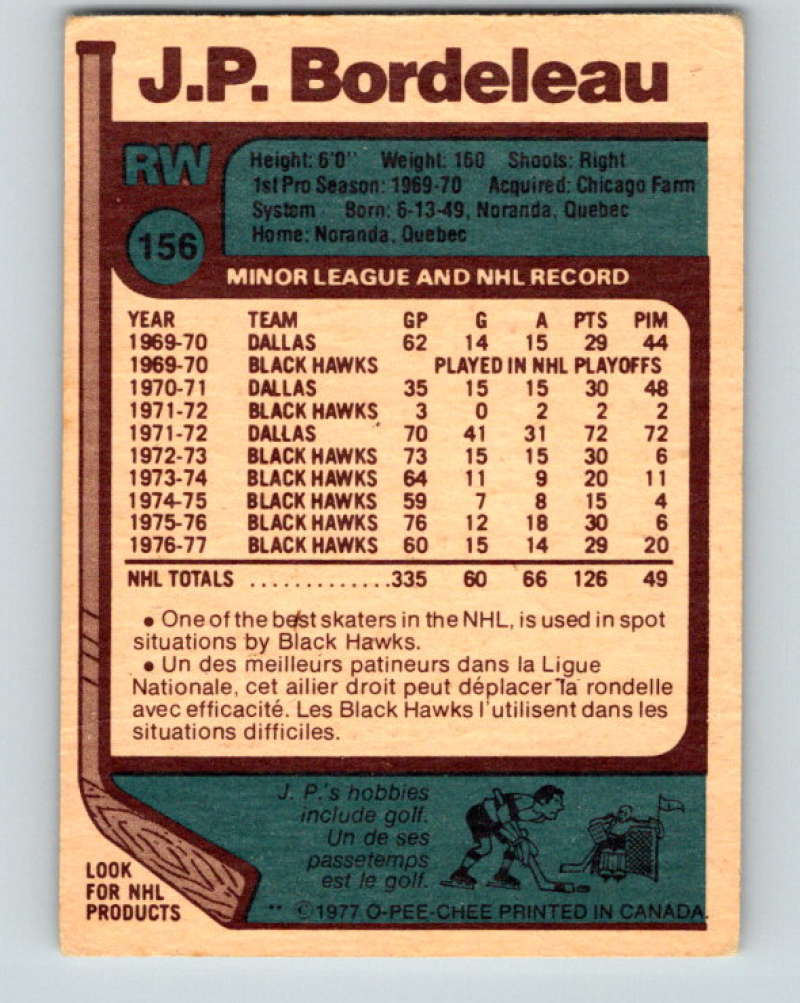 J.P. Bordeleau
RW
156
Height: 6'0" Weight: 160 Shoots: Right
1st Pro Season: 1969-70 Acquired: Chicago Farm
System Born: 6-13-49, Noranda, Quebec
Home: Noranda, Quebec
MINOR LEAGUE AND NHL RECORD
YEAR TEAM GP G A PTS PIM
1969-70 DALLAS 62 14 15 29 44
1969-70 BLACK HAWKS PLAYED IN NHL PLAYOFFS
1970-71 DALLAS 35 15 15 30 48
1971-72 BLACK HAWKS 3 0 2 2 2
1971-72 DALLAS 70 41 31 72 72
1972-73 BLACK HAWKS 73 15 15 30 6
1973-74 BLACK HAWKS 64 11 9 20 11
1974-75 BLACK HAWKS 59 7 8 15 4
1975-76 BLACK HAWKS 76 12 18 30 6
1976-77 BLACK HAWKS 60 15 14 29 20
NHL TOTALS .............335 60 66 126 49
• One of the best skaters in the NHL, is used in spot
situations by Black Hawks.
• Un des meilleurs patineurs dans la Ligue
Nationale, cet ailier droit peut déplacer la rondelle
avec efficacité. Les Black Hawks l'utilisent dans les
situations difficiles.
J. P.'s hobbies
include golf.
Un de ses
passetemps
est le golf.
LOOK
FOR NHL
PRODUCTS
** ©1977 O-PEE-CHEE PRINTED IN CANADA.